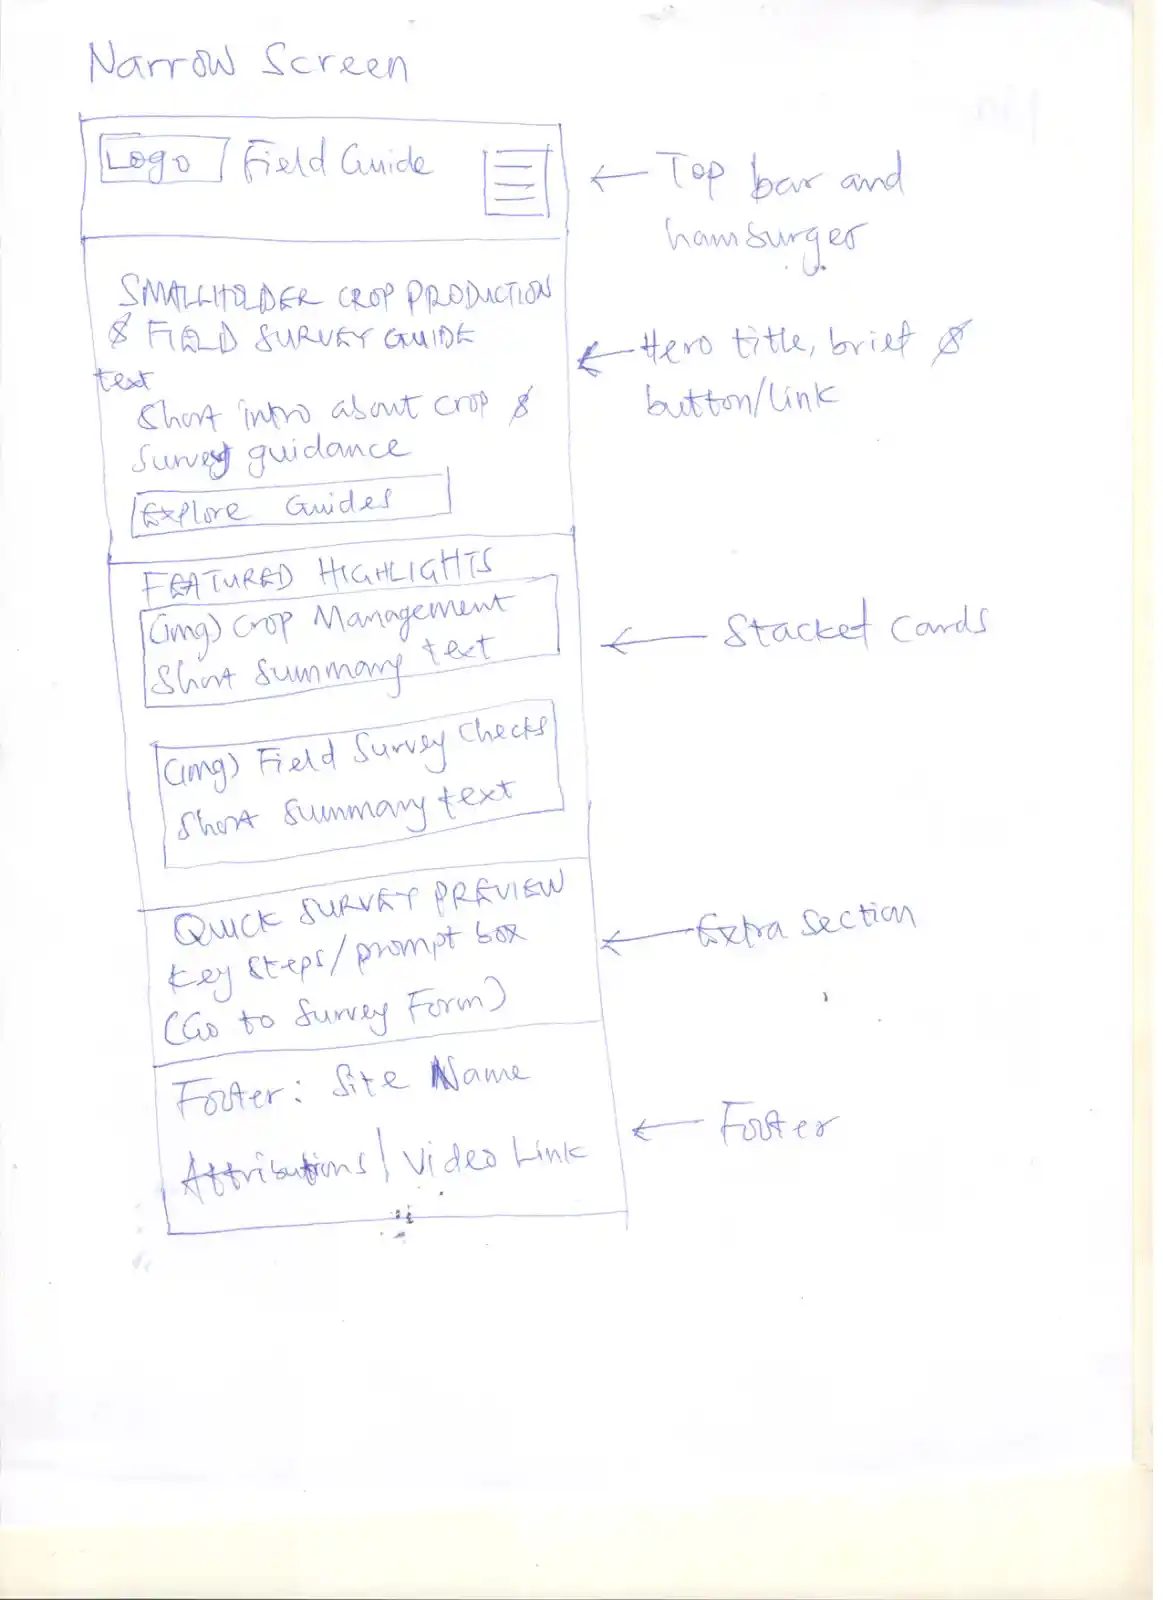 Narrow Screen
Logo Field Guide
Top bar and
hamburger
SMALLHOLDER CROP PRODUCTION
& FIELD SURVEY GUIDE
text
Short intro about crop &
Survey guidance
Explore Guides
Hero title, brief &
button/link
FEATURED HIGHLIGHTS
(img) Crop Management
Short Summary text
Stacked Cards
(img) Field Survey Checks
Short Summary text
QUICK SURVEY PREVIEW
Key Steps/prompt box
(Go to Survey Form)
Extra Section
Footer: Site Name
Attributions/Video Link
Footer